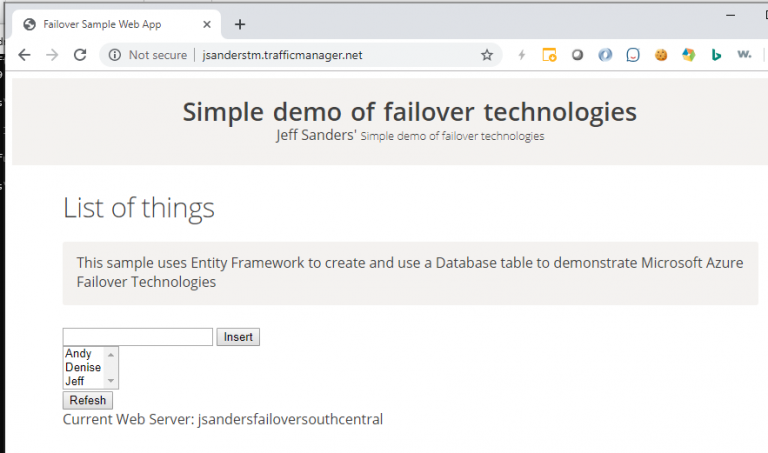 Failover Sample Web App
Not secure jsanderstm.trafficmanager.net
Simple demo of failover technologies
Jeff Sanders' Simple demo of failover technologies
List of things
This sample uses Entity Framework to create and use a Database table to demonstrate Microsoft Azure
Failover Technologies
Insert
Andy
Denise
Jeff
Refesh
Current Web Server: jsandersfailoversouthcentral